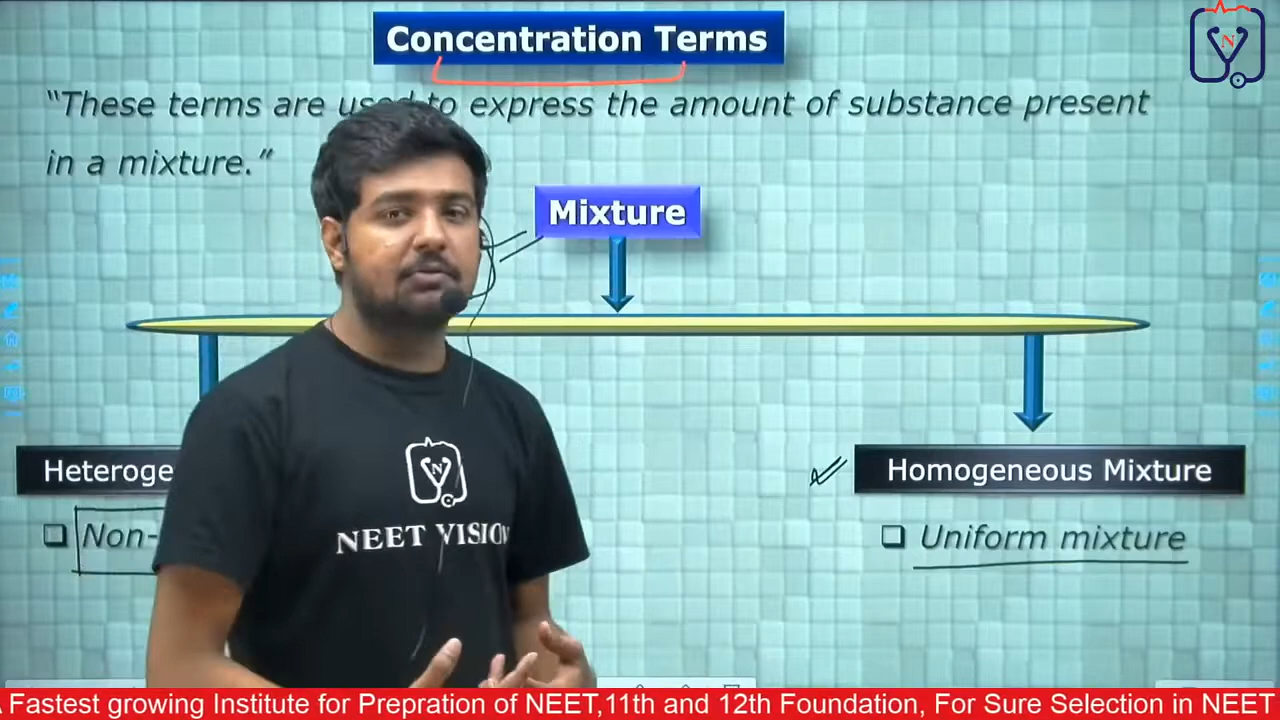 Concentration Terms
“These terms are used to express the amount of substance present
in a mixture.”
Mixture
Heteroge
Homogeneous Mixture
Non-
Uniform mixture
N
NEET VISION
N
Fastest growing Institute for Prepration of NEET,11th and 12th Foundation, For Sure Selection in NEET